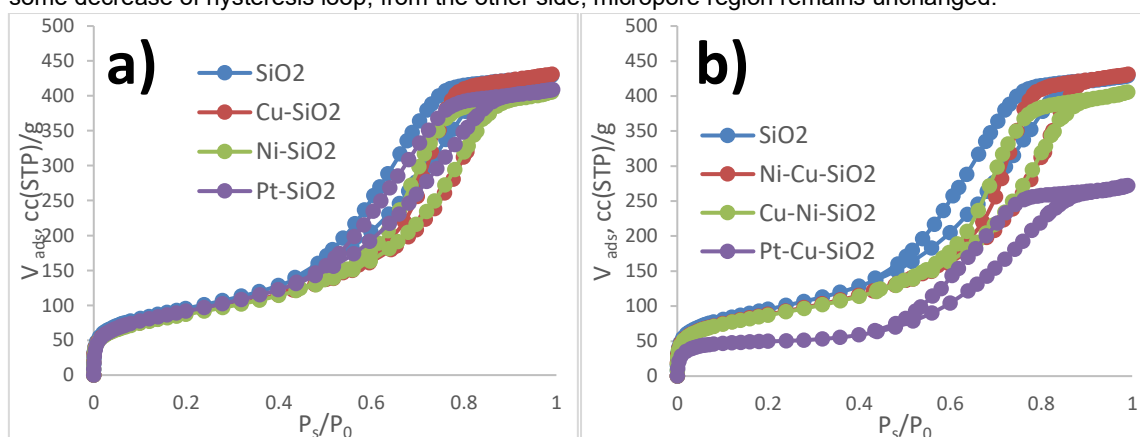 some decrease of hysteresis loop, from the other side, micropore region remains unchanged.
a)
500
450
400
350
300
250
200
150
100
50
0
V ads, cc(STP)/g
SiO2
Cu-SiO2
Ni-SiO2
Pt-SiO2
0 0.2 0.4 0.6 0.8 1
Ps/P0
b)
500
450
400
350
300
250
200
150
100
50
0
V ads, cc(STP)/g
SiO2
Ni-Cu-SiO2
Cu-Ni-SiO2
Pt-Cu-SiO2
0 0.2 0.4 0.6 0.8 1
Ps/P0